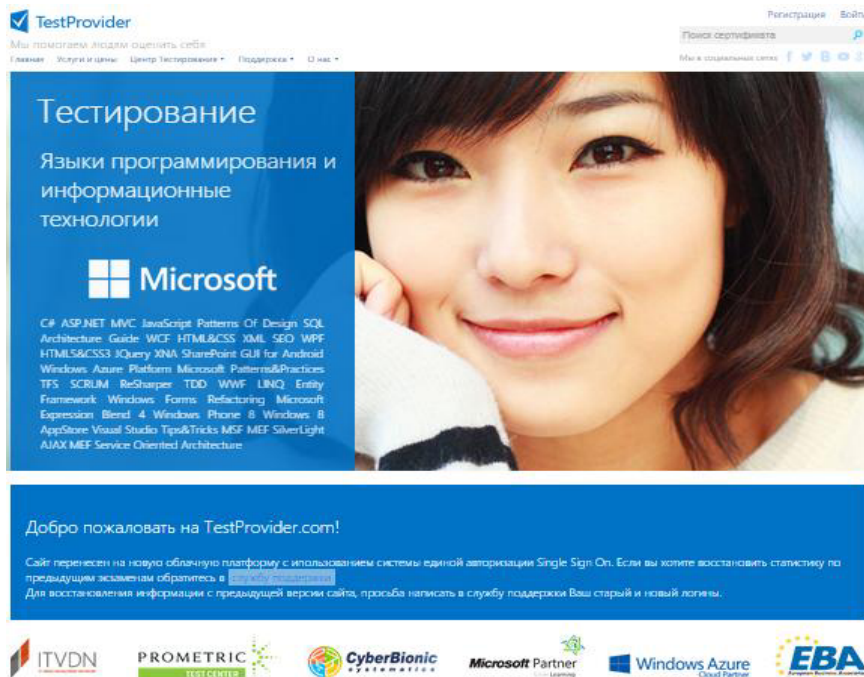 TestProvider
Регистрация Войти
Мы помогаем людям оценить себя
Поиск сертификата
Главная Услуги и цены Центр Тестирования Поддержка О нас
Мы в социальных сетях
Тестирование
Языки программирования и
информационные
технологии
Microsoft
C# ASP.NET MVC JavaScript Patterns Of Design SQL
Architecture Guide WCF HTML&CSS XML SEO WPF
HTML5&CSS3 JQuery XNA SharePoint GUI for Android
Windows Azure Platform Microsoft Patterns&Practices
TFS SCRUM ReSharper TDD WWF LINQ Entity
Framework Windows Forms Refactoring Microsoft
Expression Blend 4 Windows Phone 8 Windows 8
AppStore Visual Studio Tips&Tricks MSF MEF SilverLight
AJAX MEF Service Oriented Architecture
Добро пожаловать на TestProvider.com!
Сайт перенесен на новую облачную платформу с ипользованием системы единой авторизации Single Sign On. Если вы хотите восстановить статистику по
предыдущим экзаменам обратитесь в службу поддержки
Для восстановления информации с предыдущей версии сайта, просьба написать в службу поддержки Ваш старый и новый логины.
ITVDN
PROMETRIC
TEST CENTER
CyberBionic
systematics
Microsoft Partner
Learning
Windows Azure
Cloud Partner
EBA
European Business Association